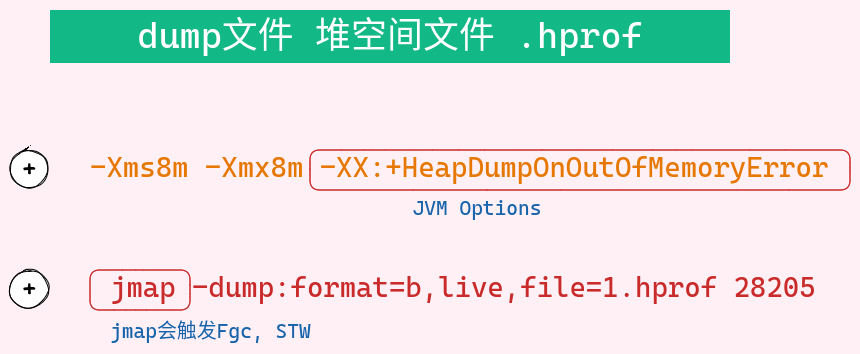 dump文件 堆空间文件 .hprof
+ -Xms8m -Xmx8m -XX:+HeapDumpOnOutOfMemoryError
JVM Options
+ jmap -dump:format=b,live,file=1.hprof 28205
jmap会触发Fgc, STW